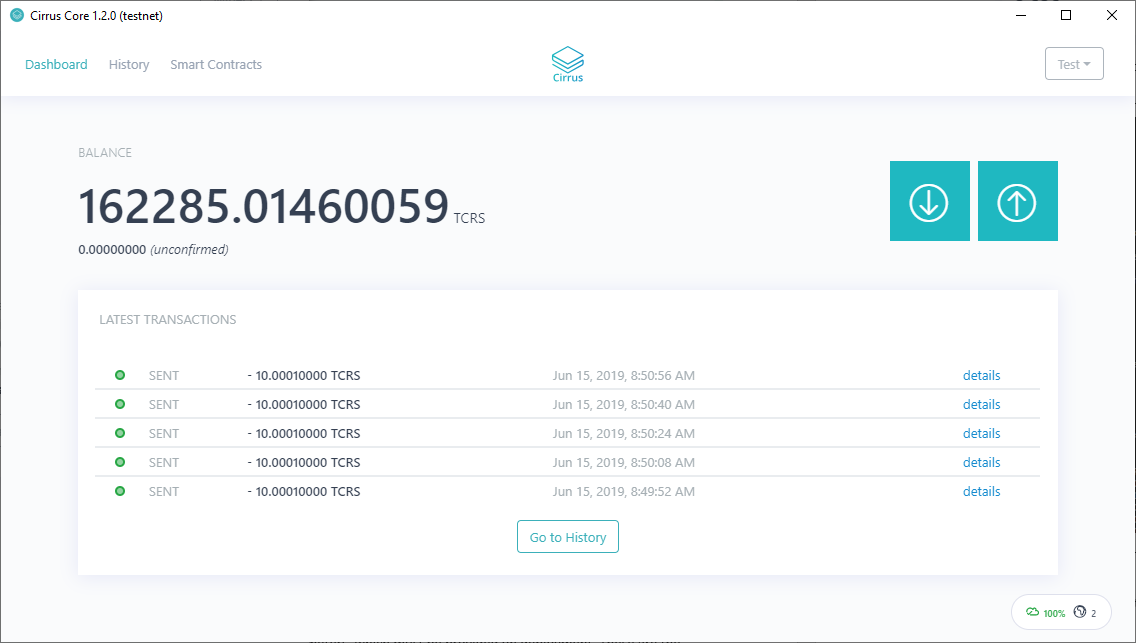 Cirrus Core 1.2.0 (testnet)
Dashboard History Smart Contracts
Cirrus
Test
BALANCE
162285.01460059 TCRS
0.00000000 (unconfirmed)
LATEST TRANSACTIONS
SENT - 10.00010000 TCRS Jun 15, 2019, 8:50:56 AM details
SENT - 10.00010000 TCRS Jun 15, 2019, 8:50:40 AM details
SENT - 10.00010000 TCRS Jun 15, 2019, 8:50:24 AM details
SENT - 10.00010000 TCRS Jun 15, 2019, 8:50:08 AM details
SENT - 10.00010000 TCRS Jun 15, 2019, 8:49:52 AM details
Go to History
100% 2